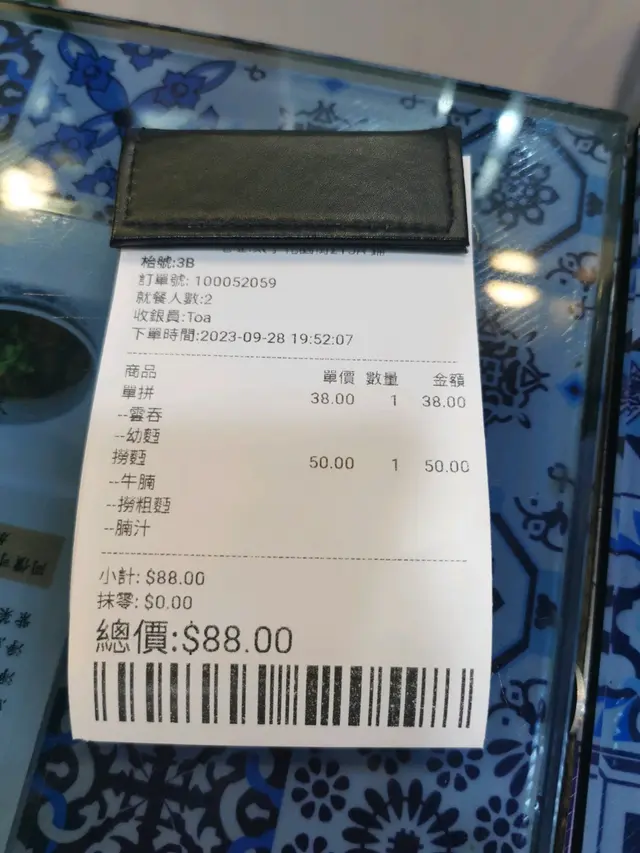 枱號:3B
訂單號: 100052059
就餐人數:2
收銀員:Toa
下單時間:2023-09-28 19:52:07
商品 單價 數量 金額
單拼 38.00 1 38.00
--雲吞
--幼麵
撈麵 50.00 1 50.00
--牛腩
--撈粗麵
--腩汁
小計: $88.00
抹零: $0.00
總價:$88.00